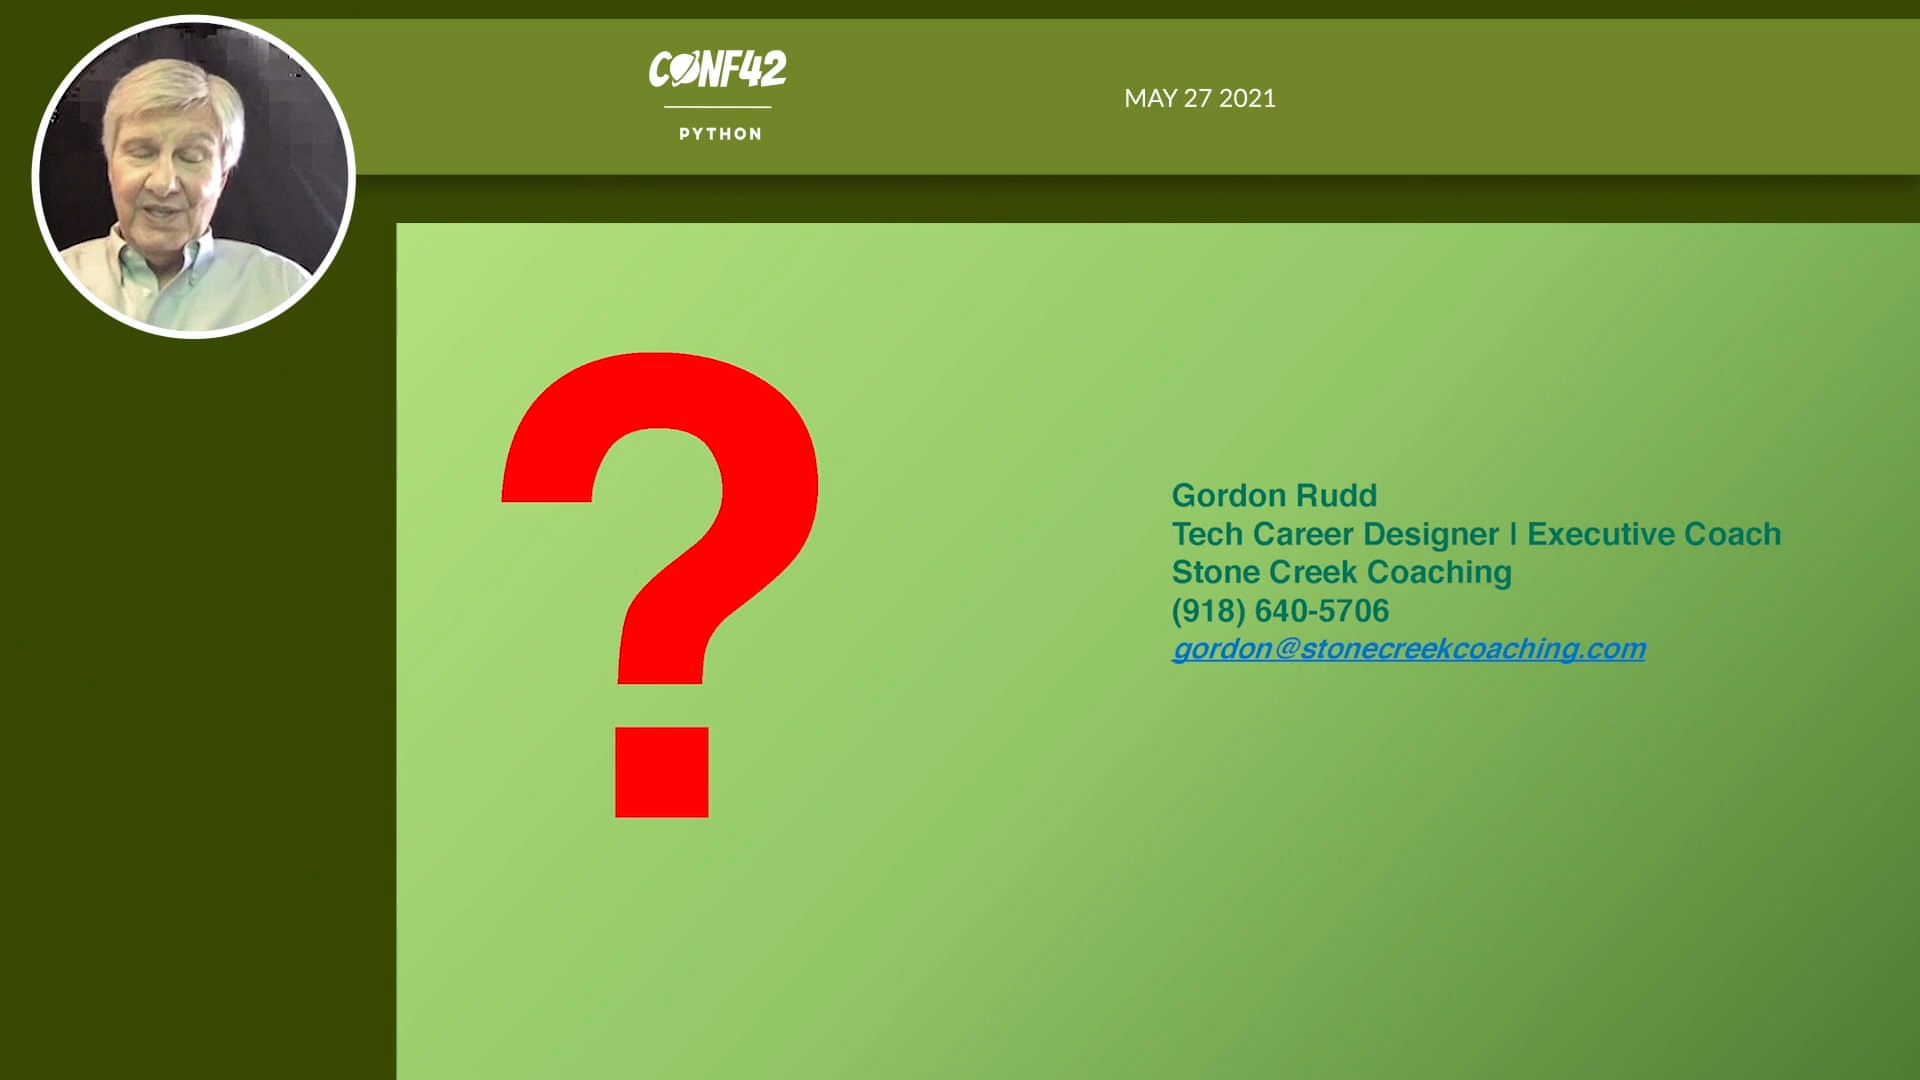 CONF42
PYTHON
MAY 27 2021
?
Gordon Rudd
Tech Career Designer | Executive Coach
Stone Creek Coaching
(918) 640-5706
gordon@stonecreekcoaching.com